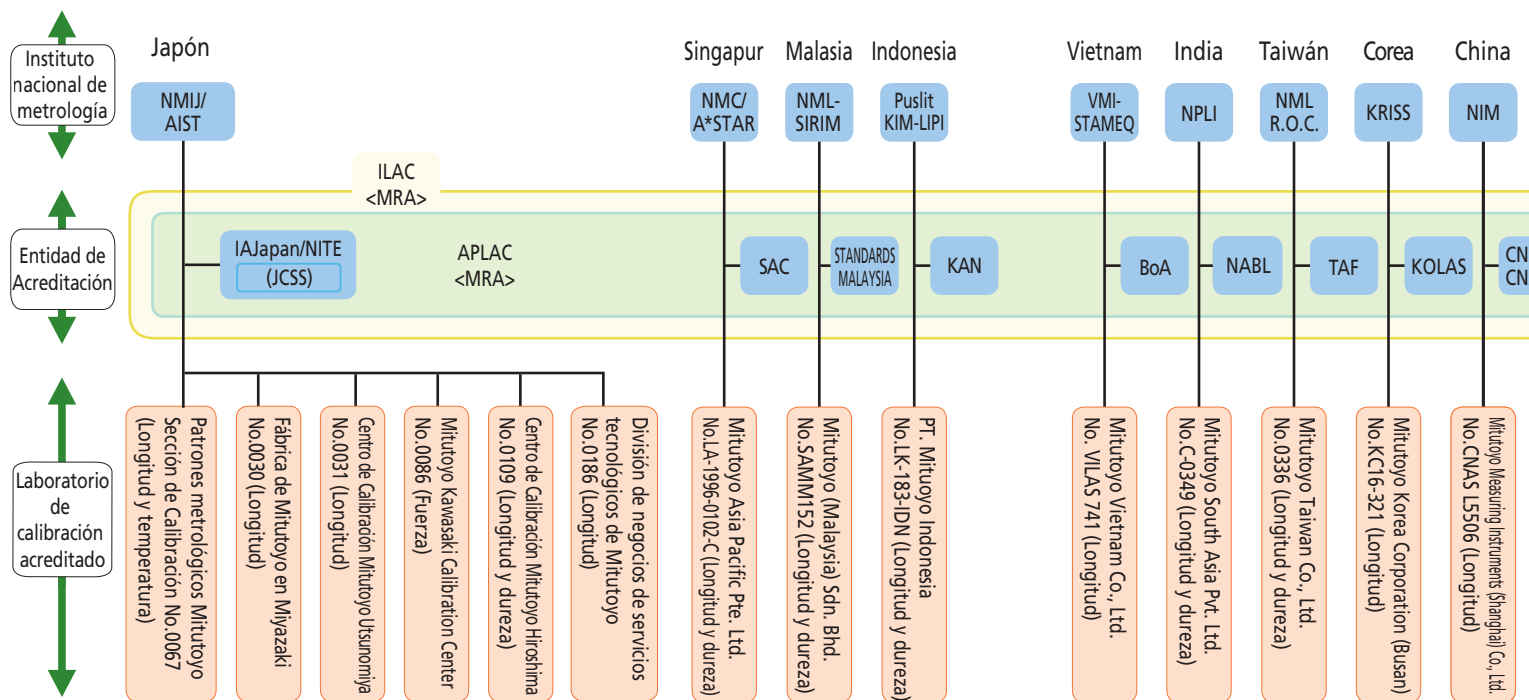 Instituto
nacional de
metrología
Japón
Singapur
Malasia
Indonesia
Vietnam
India
Taiwán
Corea
China
NMIJ/
AIST
NMC/
A*STAR
NML-
SIRIM
Puslit
KIM-LIPI
VMI-
STAMEQ
NPLI
NML
R.O.C.
KRISS
NIM
ILAC
<MRA>
Entidad de
Acreditación
IAJapan/NITE
(JCSS)
APLAC
<MRA>
SAC
STANDARDS
MALAYSIA
KAN
BoA
NABL
TAF
KOLAS
CN
CN
Laboratorio
de
calibración
acreditado
Patrones metrológicos Mitutoyo
Sección de Calibración No.0067
(Longitud y temperatura)
Fábrica de Mitutoyo en Miyazaki
No.0030 (Longitud)
Centro de Calibración Mitutoyo Utsunomiya
No.0031 (Longitud)
Mitutoyo Kawasaki Calibration Center
No.0086 (Fuerza)
Centro de Calibración Mitutoyo Hiroshima
No.0109 (Longitud y dureza)
División de negocios de servicios
tecnológicos de Mitutoyo
No.0186 (Longitud)
Mitutoyo Asia Pacific Pte. Ltd.
No.LA-1996-0102-C (Longitud y dureza)
Mitutoyo (Malaysia) Sdn. Bhd.
No.SAMM152 (Longitud y dureza)
PT. Mituoyo Indonesia
No.LK-183-IDN (Longitud y dureza)
Mitutoyo Vietnam Co., Ltd.
No. VILAS 741 (Longitud)
Mitutoyo South Asia Pvt. Ltd.
No.C-0349 (Longitud y dureza)
Mitutoyo Taiwan Co., Ltd.
No.0336 (Longitud y dureza)
Mitutoyo Korea Corporation (Busan)
No.KC16-321 (Longitud)
Mitutoyo Measuring Instruments (Shanghai) Co., Ltd.
No.CNAS L5506 (Longitud)